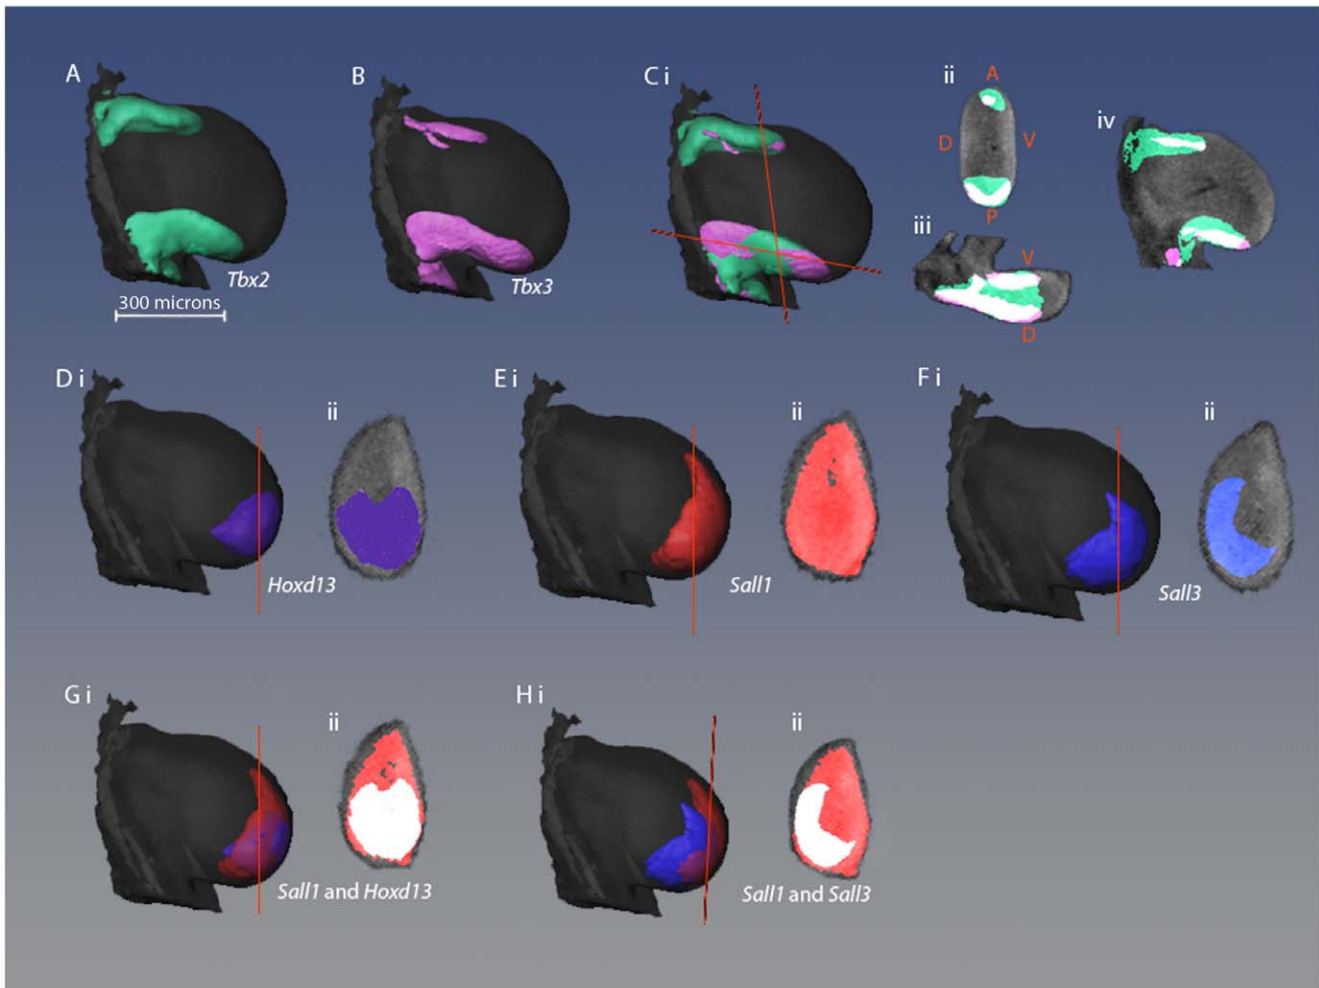 A
B
C i
ii
A
D
V
P
iii
V
D
iv
Tbx2
Tbx3
300 microns
D i
ii
Hoxd13
E i
ii
Sall1
F i
ii
Sall3
G i
ii
Sall1 and Hoxd13
H i
ii
Sall1 and Sall3